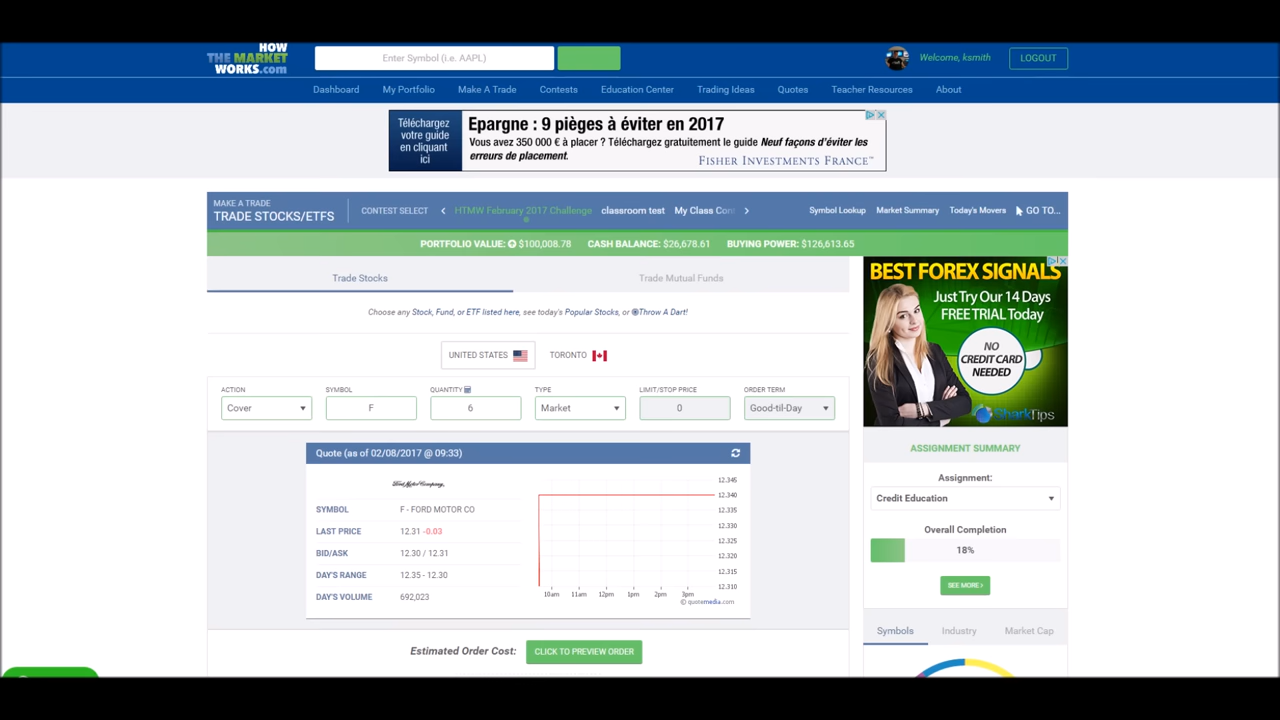 HOW
THE MARKET
WORKS.com
Enter Symbol (i.e. AAPL)
Welcome, ksmith
LOGOUT
Dashboard My Portfolio Make A Trade Contests Education Center Trading Ideas Quotes Teacher Resources About
Téléchargez
votre guide
en cliquant
ici
Epargne : 9 pièges à éviter en 2017
Vous avez 350 000 € à placer ? Téléchargez gratuitement le guide Neuf façons d'éviter les
erreurs de placement.
FISHER INVESTMENTS FRANCE™
MAKE A TRADE
TRADE STOCKS/ETFS
CONTEST SELECT HTMW February 2017 Challenge classroom test My Class Con
Symbol Lookup Market Summary Today's Movers GO TO...
PORTFOLIO VALUE: $100,008.78 CASH BALANCE: $26,678.61 BUYING POWER: $126,613.65
Trade Stocks Trade Mutual Funds
Choose any Stock, Fund, or ETF listed here, see today's Popular Stocks, or Throw A Dart!
UNITED STATES TORONTO
ACTION SYMBOL QUANTITY TYPE LIMIT/STOP PRICE ORDER TERM
Cover F 6 Market 0 Good-til-Day
Quote (as of 02/08/2017 @ 09:33)
Ford Motor Company,
SYMBOL F - FORD MOTOR CO
LAST PRICE 12.31 -0.03
BID/ASK 12.30 / 12.31
DAY'S RANGE 12.35 - 12.30
DAY'S VOLUME 692,023
12.345
12.340
12.335
12.330
12.325
12.320
12.315
12.310
10am 11am 12pm 1pm 2pm 3pm
© quotemedia.com
Estimated Order Cost: CLICK TO PREVIEW ORDER
BEST FOREX SIGNALS
Just Try Our 14 Days
FREE TRIAL Today
NO
CREDIT CARD
NEEDED
SharkTips
ASSIGNMENT SUMMARY
Assignment:
Credit Education
Overall Completion
18%
SEE MORE >
Symbols Industry Market Cap